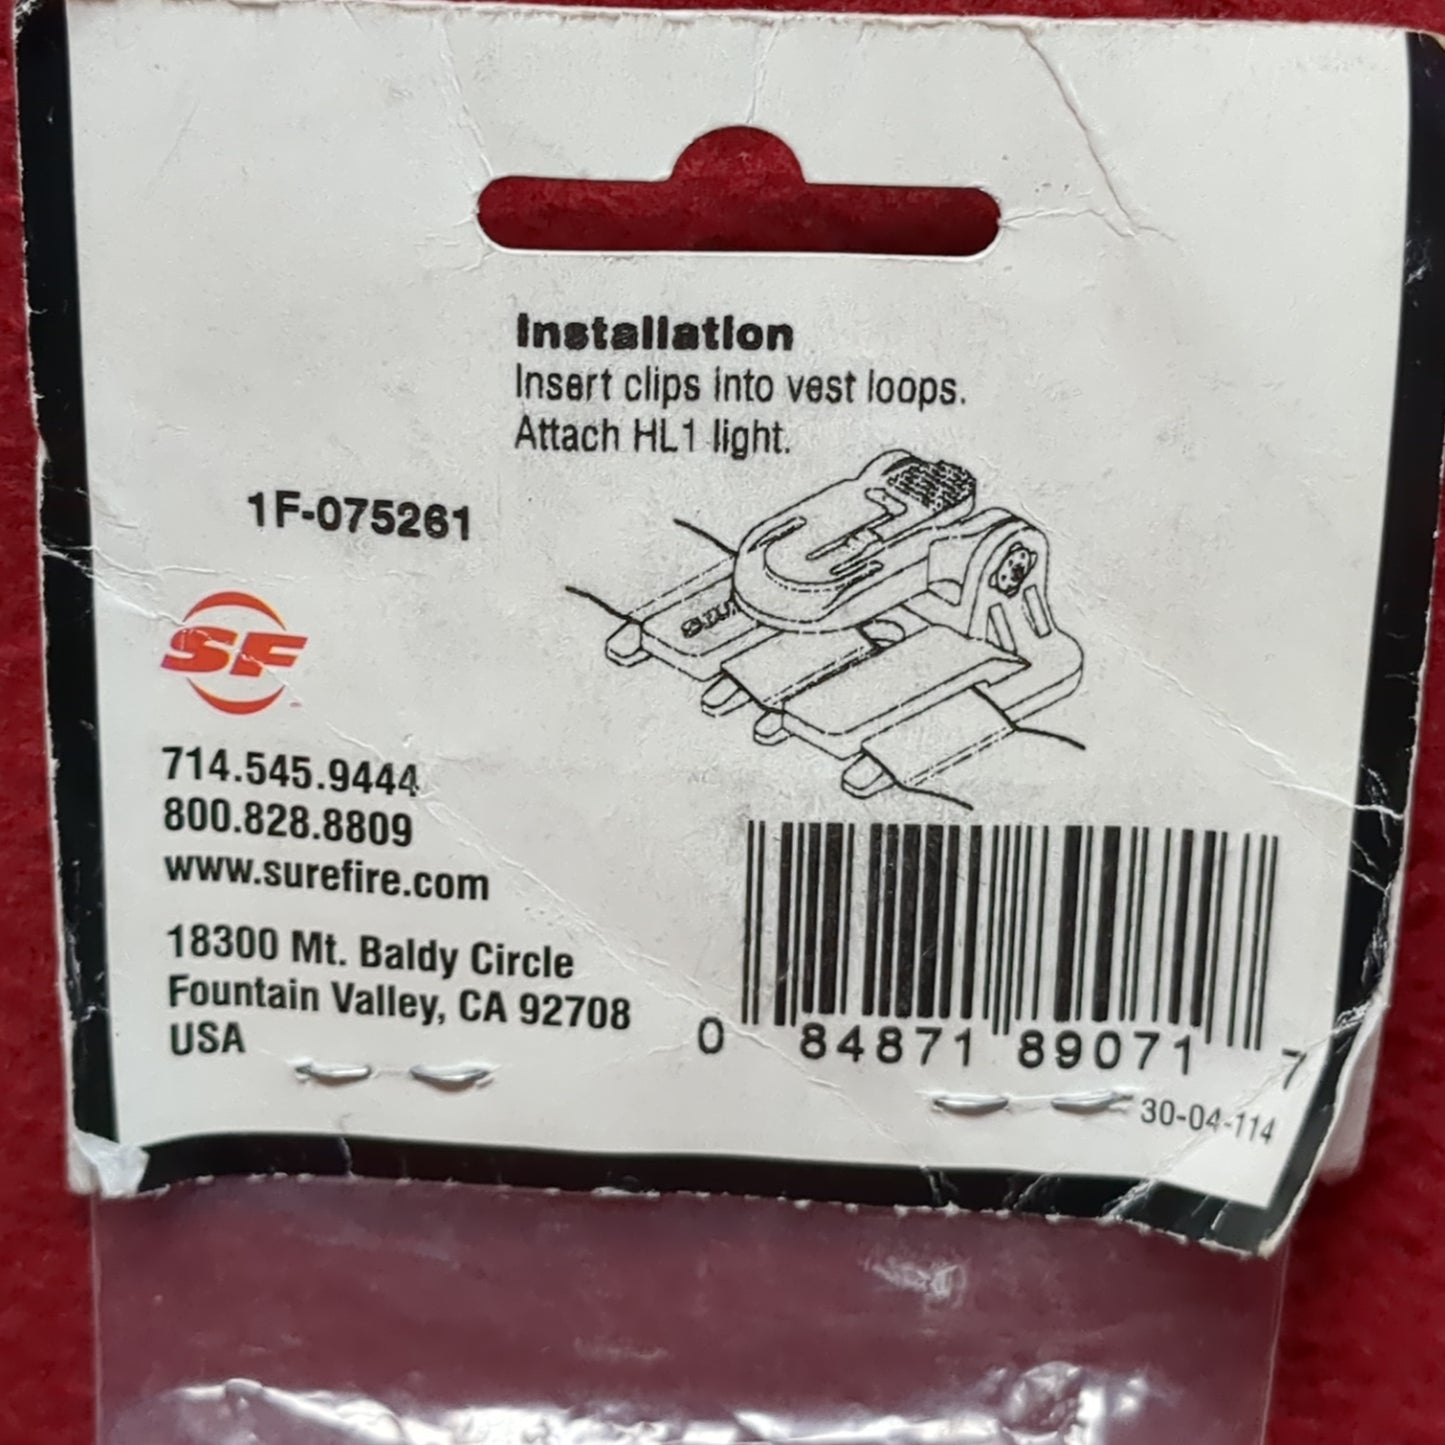 Installation
Insert clips into vest loops.
Attach HL1 light.
1F-075261
SF
714.545.9444
800.828.8809
www.surefire.com
18300 Mt. Baldy Circle
Fountain Valley, CA 92708
USA
0 84871 89071 7
30-04-114